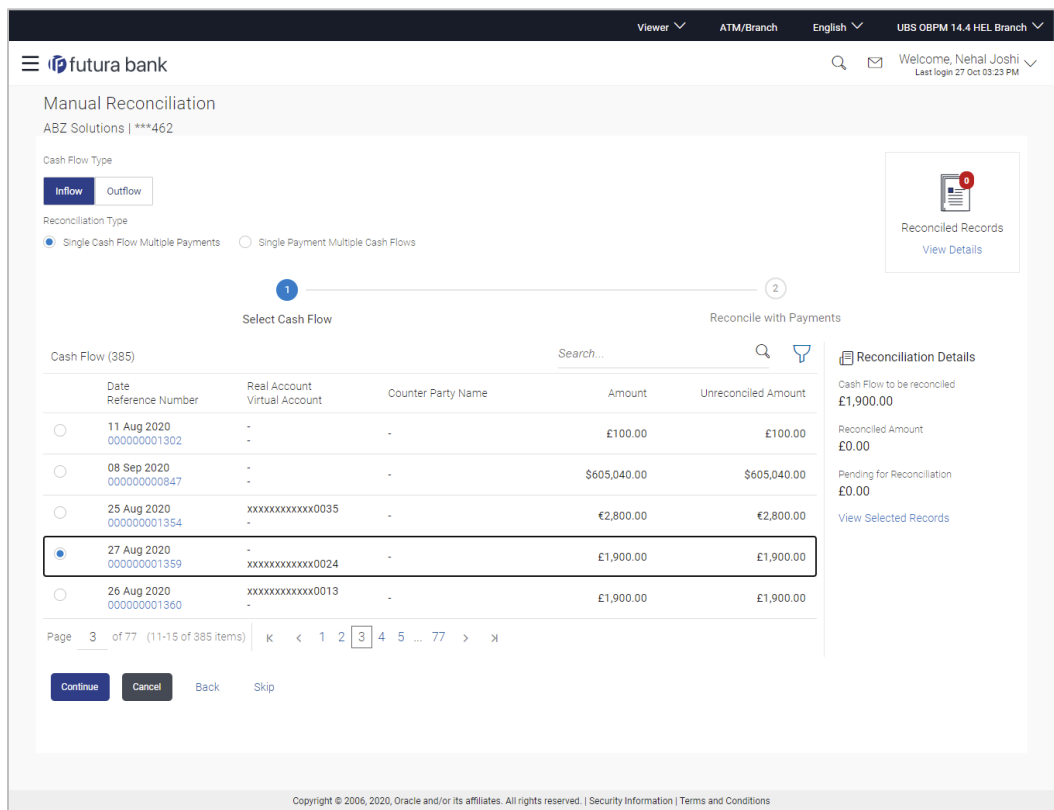 Viewer ATM/Branch English UBS OBPM 14.4 HEL Branch
futura bank
Welcome, Nehal Joshi
Last login 27 Oct 03:23 PM
Manual Reconciliation
ABZ Solutions | ***462
Cash Flow Type
Inflow Outflow
Reconciliation Type
Single Cash Flow Multiple Payments Single Payment Multiple Cash Flows
0
Reconciled Records
View Details
1 2
Select Cash Flow Reconcile with Payments
Cash Flow (385) Search...
Date Real Account Counter Party Name Amount Unreconciled Amount
Reference Number Virtual Account
11 Aug 2020 - - £100.00 £100.00
000000001302 -
08 Sep 2020 - - $605,040.00 $605,040.00
000000000847 -
25 Aug 2020 xxxxxxxxxxxx0035 - €2,800.00 €2,800.00
000000001354 -
27 Aug 2020 - - £1,900.00 £1,900.00
000000001359 xxxxxxxxxxxx0024
26 Aug 2020 xxxxxxxxxxxx0013 - £1,900.00 £1,900.00
000000001360 -
Page 3 of 77 (11-15 of 385 items) K < 1 2 3 4 5 ... 77 > >|
Reconciliation Details
Cash Flow to be reconciled
£1,900.00
Reconciled Amount
£0.00
Pending for Reconciliation
£0.00
View Selected Records
Continue Cancel Back Skip
Copyright © 2006, 2020, Oracle and/or its affiliates. All rights reserved. | Security Information | Terms and Conditions